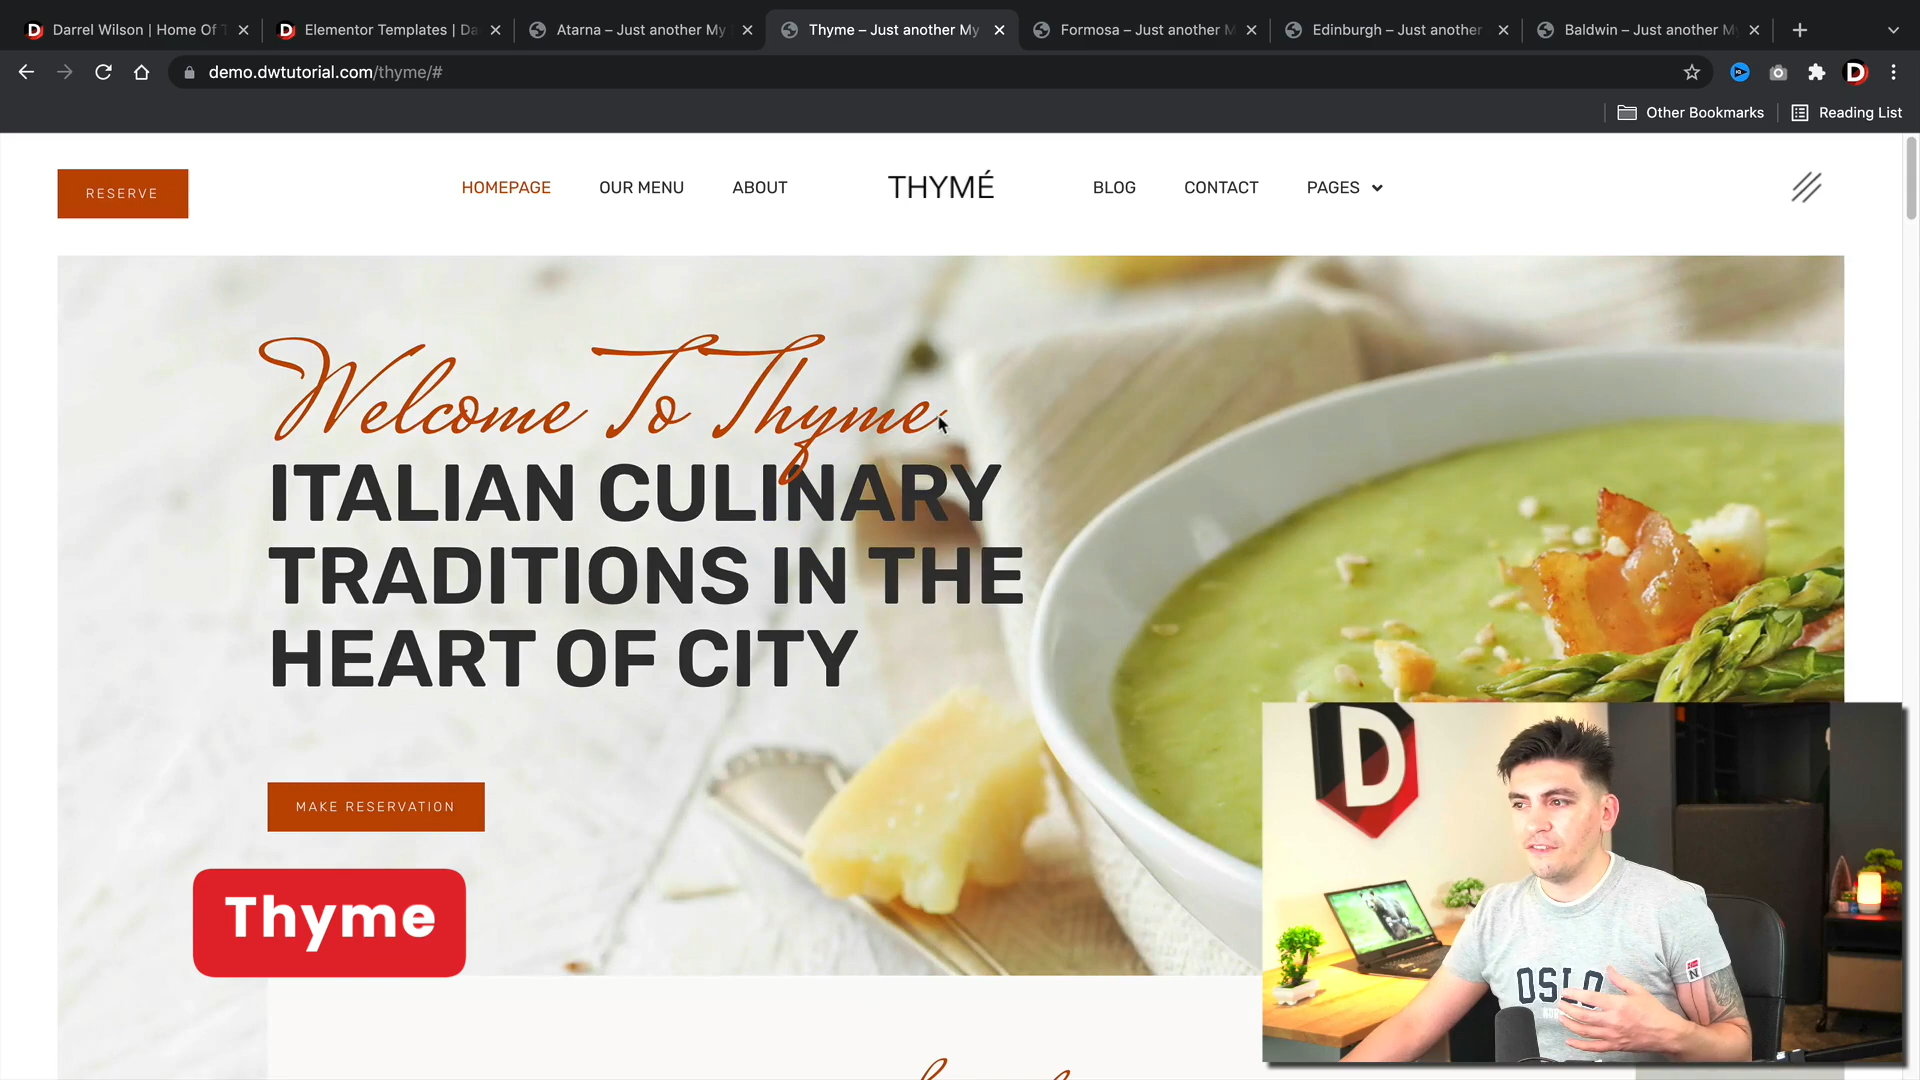 Darrel Wilson | Home Of T
Elementor Templates | Da
Atarna – Just another My
Thyme – Just another My
Formosa – Just another M
Edinburgh – Just another
Baldwin – Just another My
demo.dwtutorial.com/thyme/#
Other Bookmarks
Reading List
RESERVE
HOMEPAGE
OUR MENU
ABOUT
THYMÉ
BLOG
CONTACT
PAGES
Welcome To Thyme
ITALIAN CULINARY
TRADITIONS IN THE
HEART OF CITY
MAKE RESERVATION
Thyme
D
OSLO
N